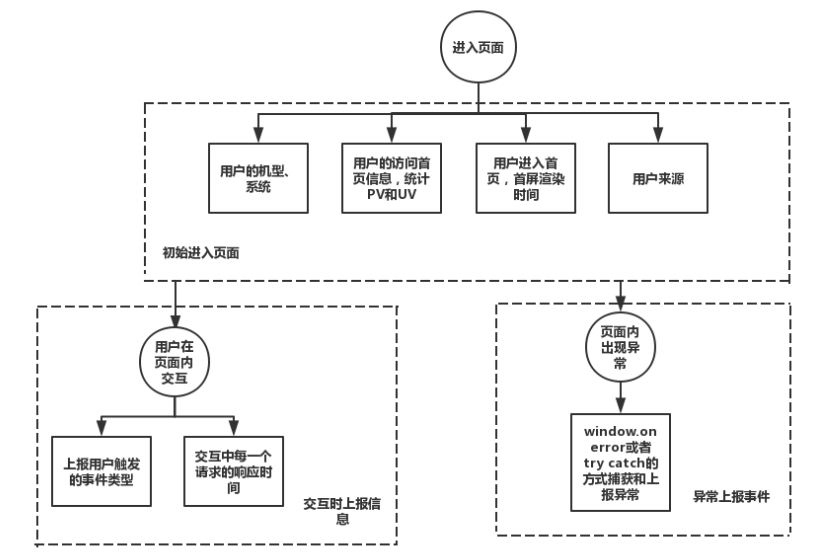 进入页面
用户的机型、
系统
用户的访问首
页信息，统计
PV和UV
用户进入首
页，首屏渲染
时间
用户来源
初始进入页面
用户在
页面内
交互
上报用户触发
的事件类型
交互中每一个
请求的响应时
间
交互时上报信
息
页面内
出现异
常
window.on
error或者
try catch的
方式捕获和上
报异常
异常上报事件